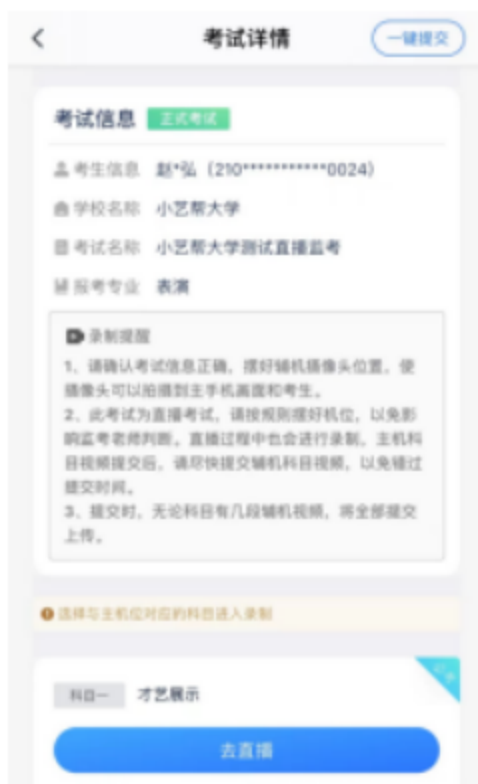 考试详情
一键提交
考试信息 正式考试
考生信息 赵*弘（210***********0024）
学校名称 小艺帮大学
考试名称 小艺帮大学测试直播监考
报考专业 表演
录制提醒
1、请确认考试信息正确，摆好辅机摄像头位置，使
摄像头可以拍摄到主手机画面和考生。
2、此考试为直播考试，请按规则摆好机位，以免影
响监考老师判断。直播过程中也会进行录制，主机科
目视频提交后，请尽快提交辅机科目视频，以免错过
提交时间。
3、提交时，无论科目有几段辅机视频，将全部提交
上传。
选择与主机位对应的科目进入录制
科目一 才艺展示
去直播